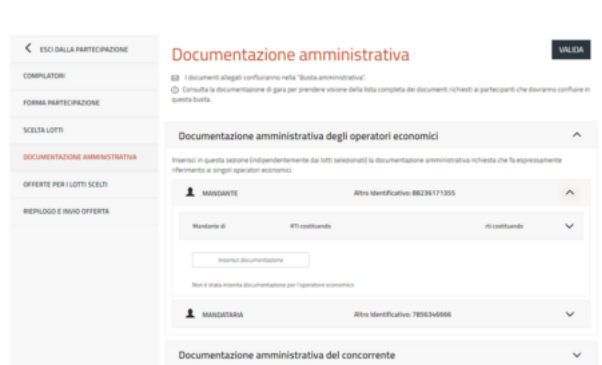 ESCI DALLA PARTECIPAZIONE
COMPILATORI
FORMA PARTECIPAZIONE
SCELTA LOTTI
DOCUMENTAZIONE AMMINISTRATIVA
OFFERTE PER I LOTTI SCELTI
RIEPILOGO E INVIO OFFERTA
Documentazione amministrativa
VALIDA
I documenti allegati confluiranno nella "Busta amministrativa".
Consulta la documentazione di gara per prendere visione della lista completa dei documenti richiesti ai partecipanti che dovranno confluire in
questa busta.
Documentazione amministrativa degli operatori economici
Inserisci in questa sezione (indipendentemente dai lotti selezionati) la documentazione amministrativa richiesta che fa espressamente
riferimento ai singoli operatori economici.
MANDANTE Altro Identificativo: 88236171355
Mandante di RTI costituendo rti costituendo
Inserisci documentazione
Non è stata inserita documentazione per l'operatore economico
MANDATARIA Altro Identificativo: 7856346666
Documentazione amministrativa del concorrente